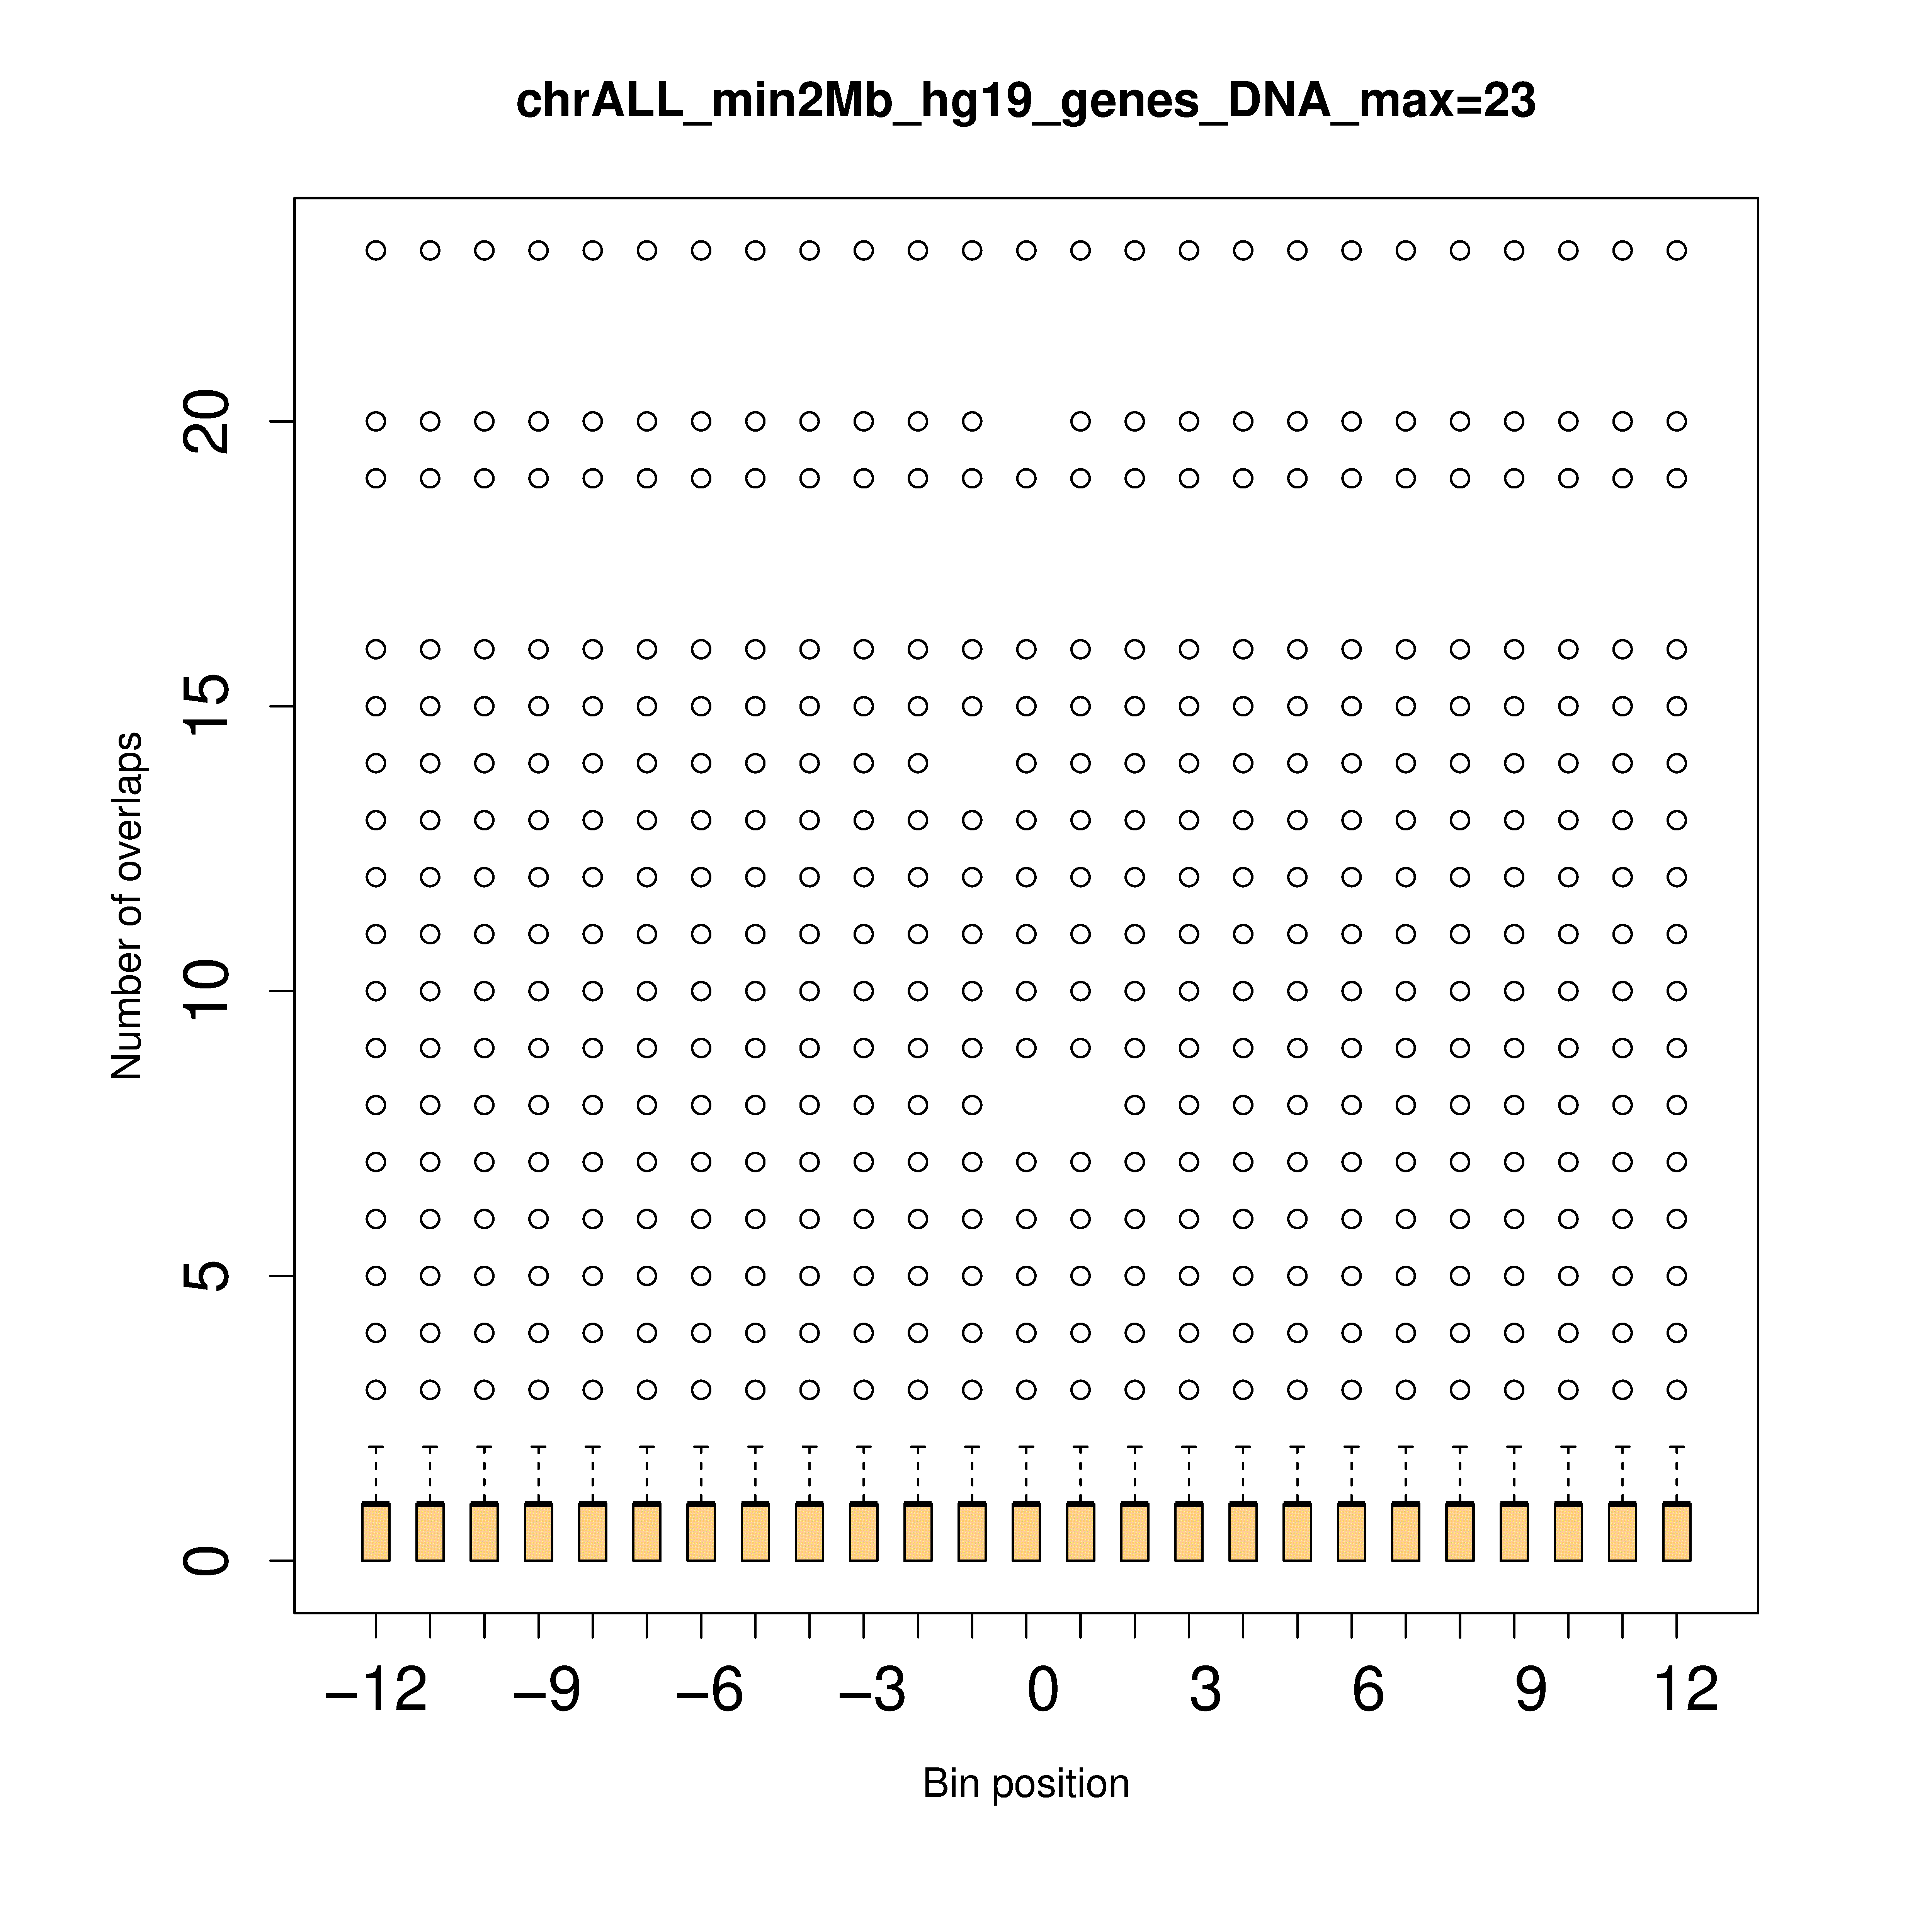 chrALL_min2Mb_hg19_genes_DNA_max=23
Number of overlaps
20
15
10
5
0
−12 −9 −6 −3 0 3 6 9 12
Bin position